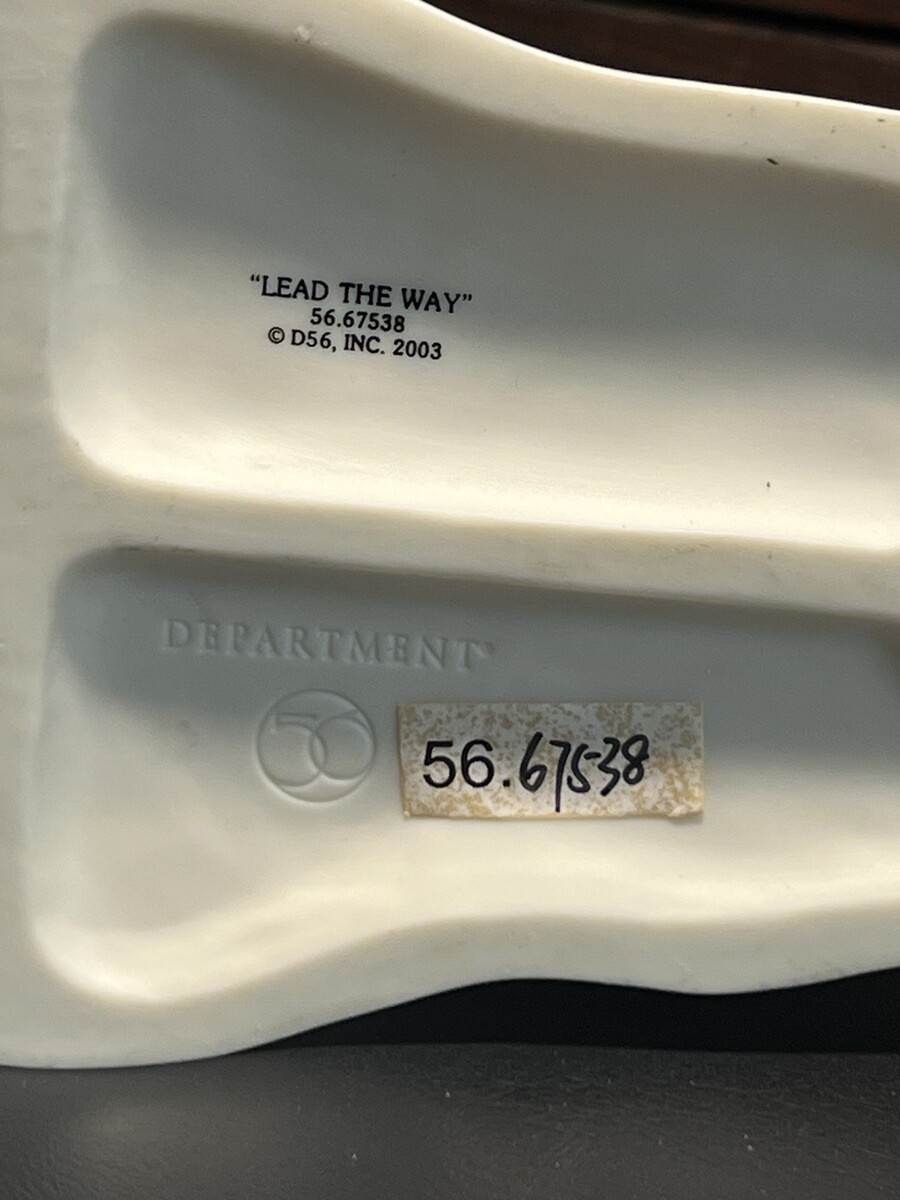 “LEAD THE WAY”
56.67538
© D56, INC. 2003
DEPARTMENT®
56
56.67538